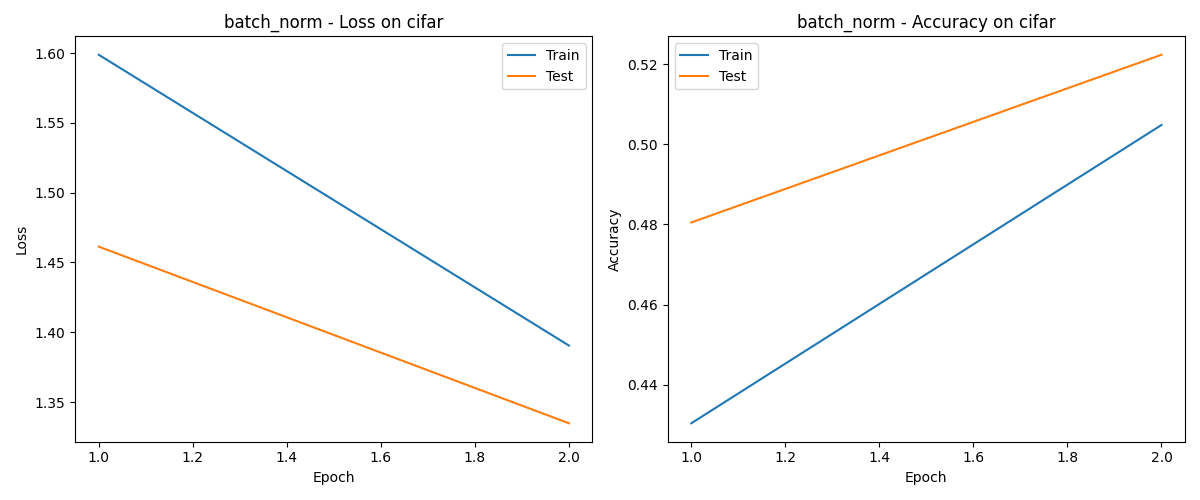 batch_norm - Loss on cifar
Loss
1.60
1.55
1.50
1.45
1.40
1.35
Train
Test
1.0 1.2 1.4 1.6 1.8 2.0
Epoch
batch_norm - Accuracy on cifar
Accuracy
0.52
0.50
0.48
0.46
0.44
Train
Test
1.0 1.2 1.4 1.6 1.8 2.0
Epoch